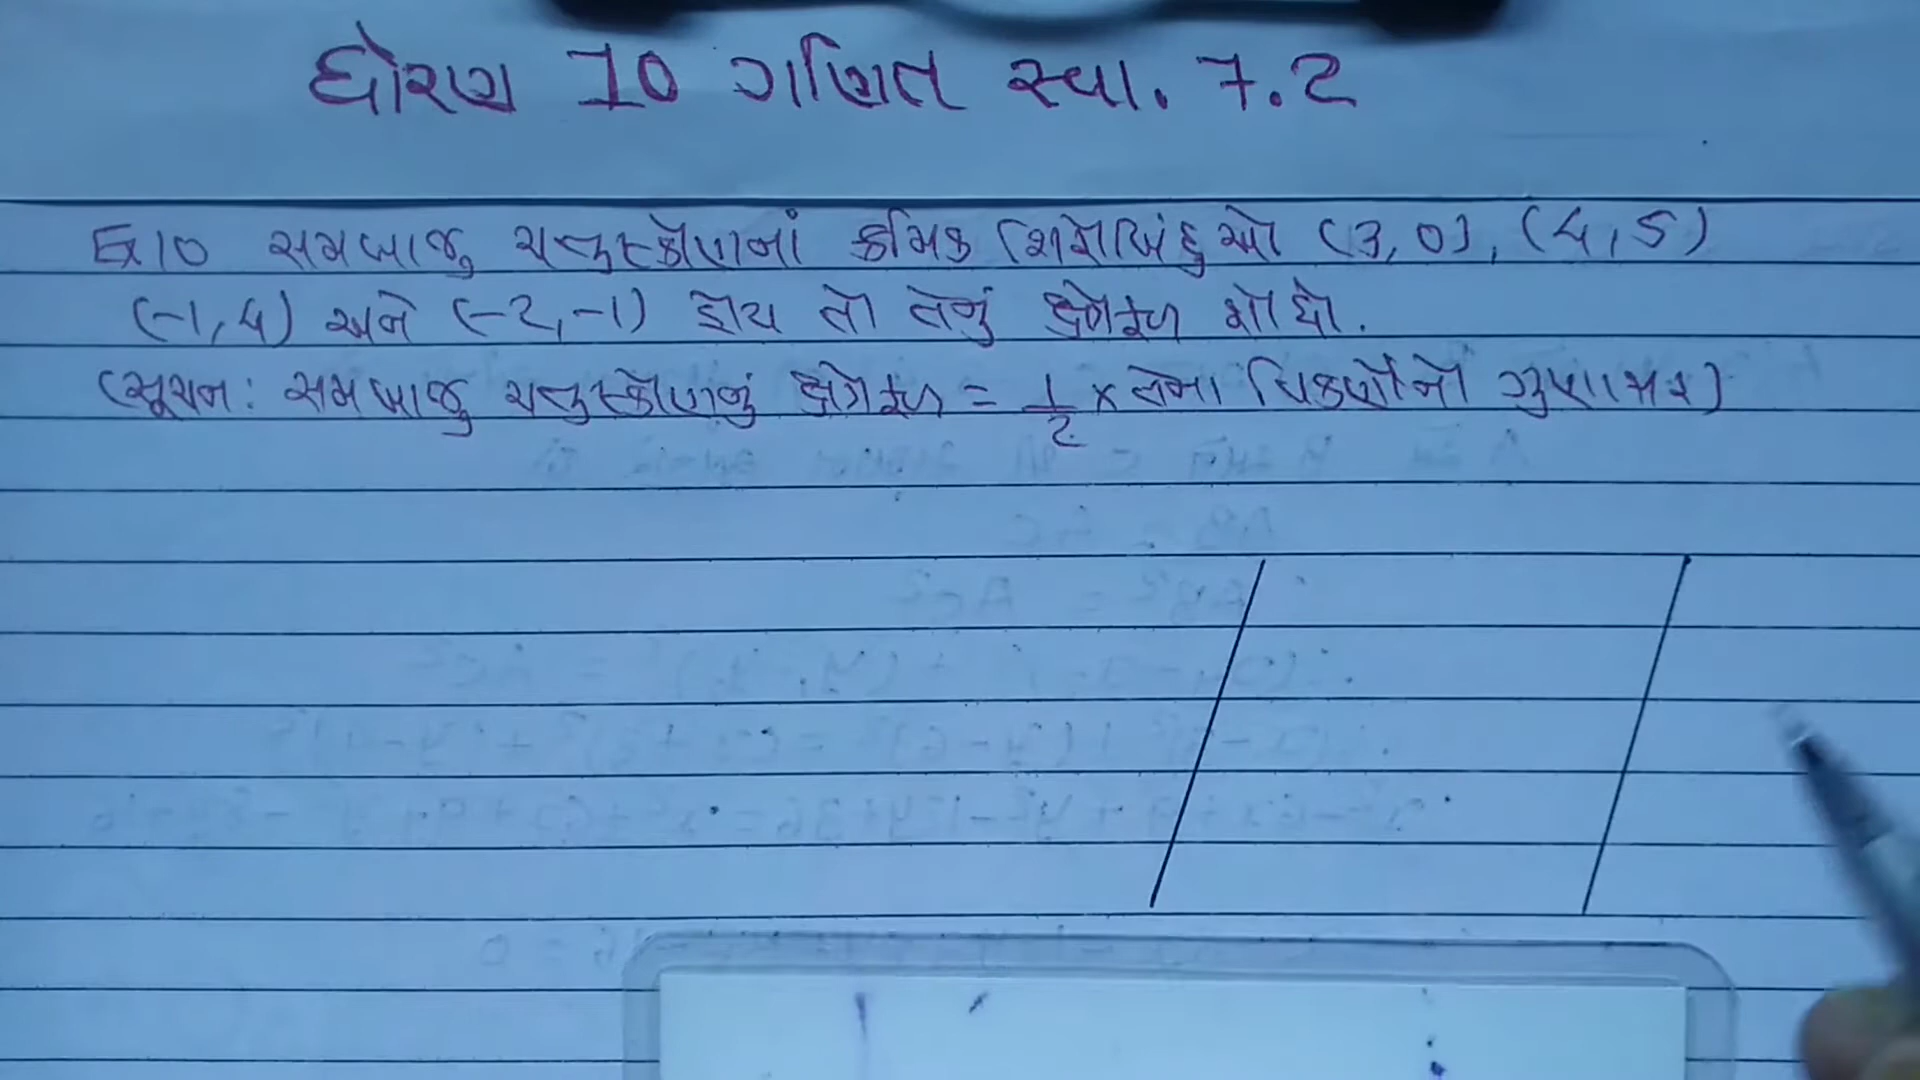 ધોરણ 10 ગણિત સ્વા. 7.2
Ex10 સમબાજુ ચતુષ્કોણનાં ક્રમિક શિરોબિંદુઓ (3,0), (4,5)
(-1,4) અને (-2,-1) હોય તો તેનું ક્ષેત્રફળ શોધો.
(સૂચન: સમબાજુ ચતુષ્કોણનું ક્ષેત્રફળ = 1/2 × તેના વિકર્ણોનો ગુણાકાર)